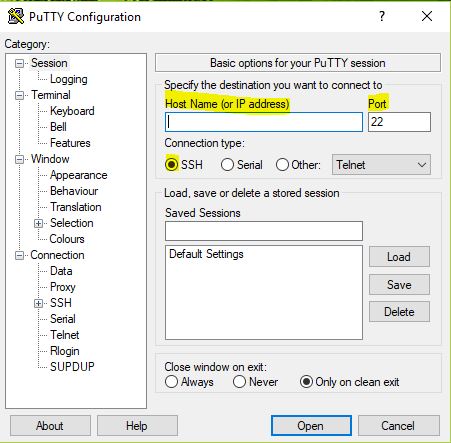 PuTTY Configuration
Category:
Session
Logging
Terminal
Keyboard
Bell
Features
Window
Appearance
Behaviour
Translation
Selection
Colours
Connection
Data
Proxy
SSH
Serial
Telnet
Rlogin
SUPDUP
Basic options for your PuTTY session
Specify the destination you want to connect to
Host Name (or IP address) Port
22
Connection type:
SSH Serial Other: Telnet
Load, save or delete a stored session
Saved Sessions
Default Settings
Load
Save
Delete
Close window on exit:
Always Never Only on clean exit
About Help Open Cancel